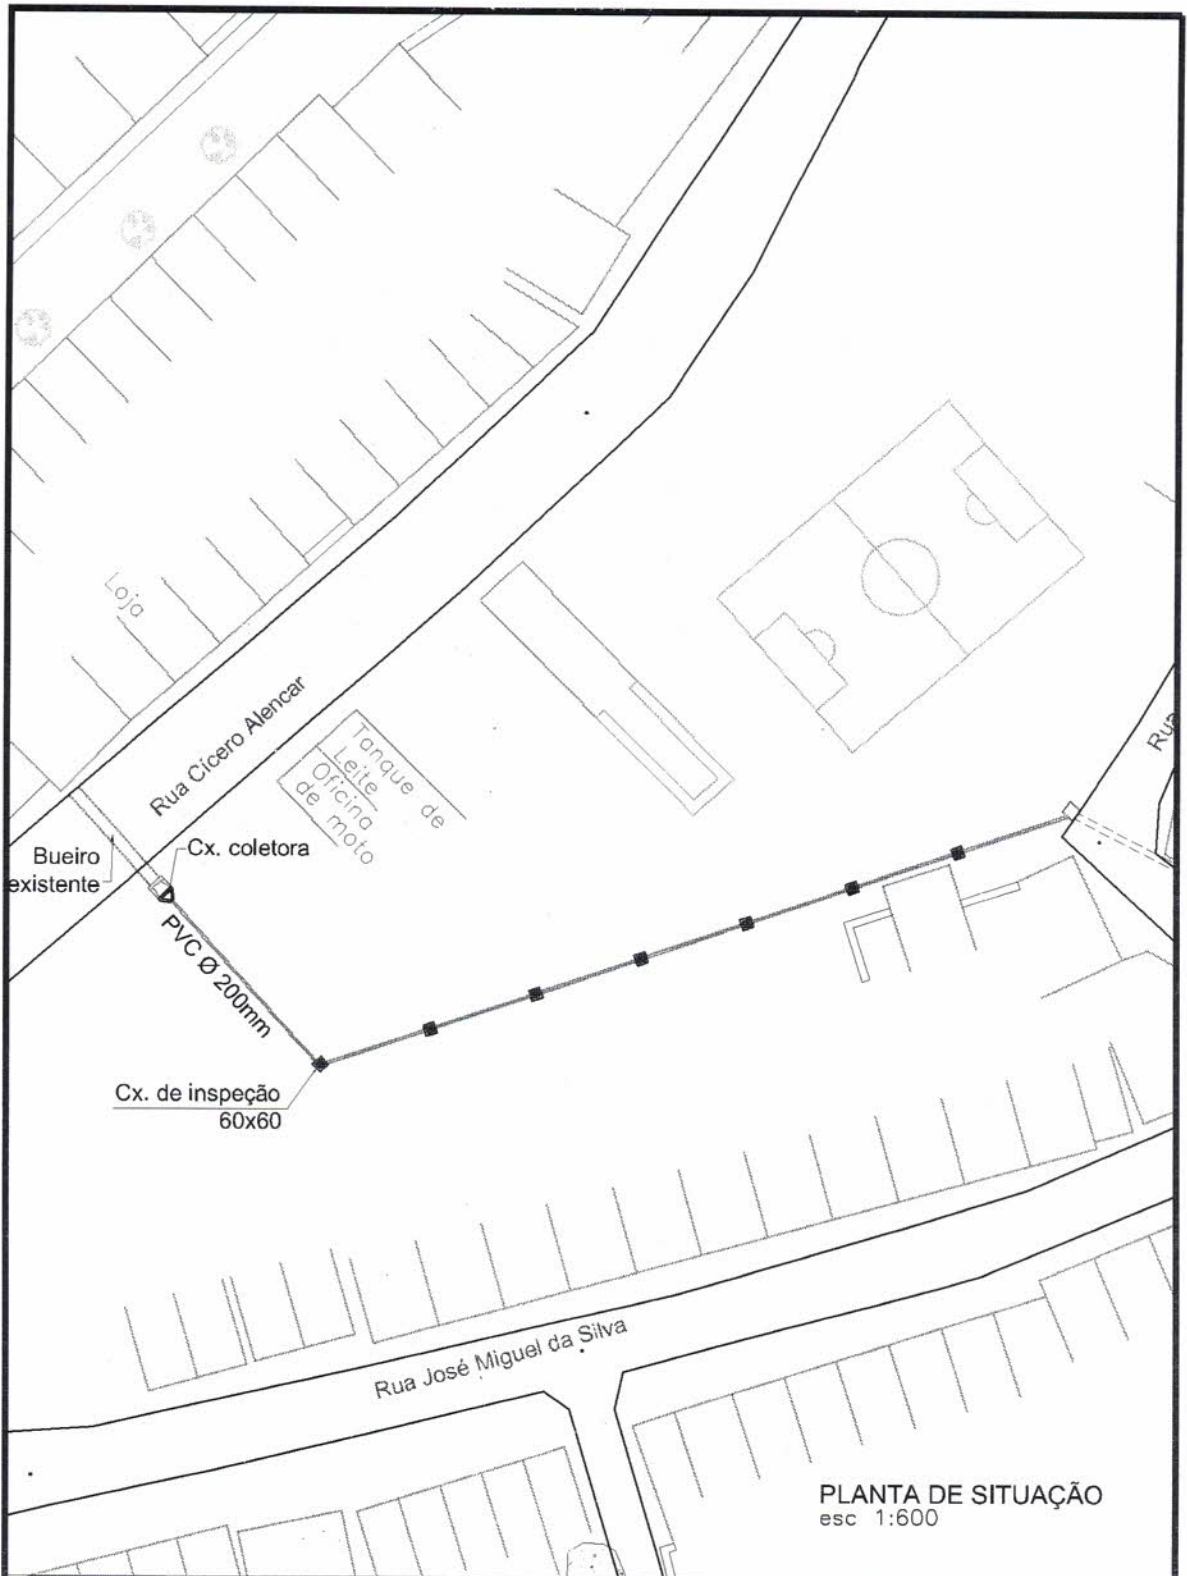 Loja
Rua Cícero Alencar
Tanque de
Leite
Oficina
de moto
Rua
Bueiro
existente
Cx. coletora
PVC Ø 200mm
Cx. de inspeção
60x60
Rua José Miguel da Silva
PLANTA DE SITUAÇÃO
esc 1:600